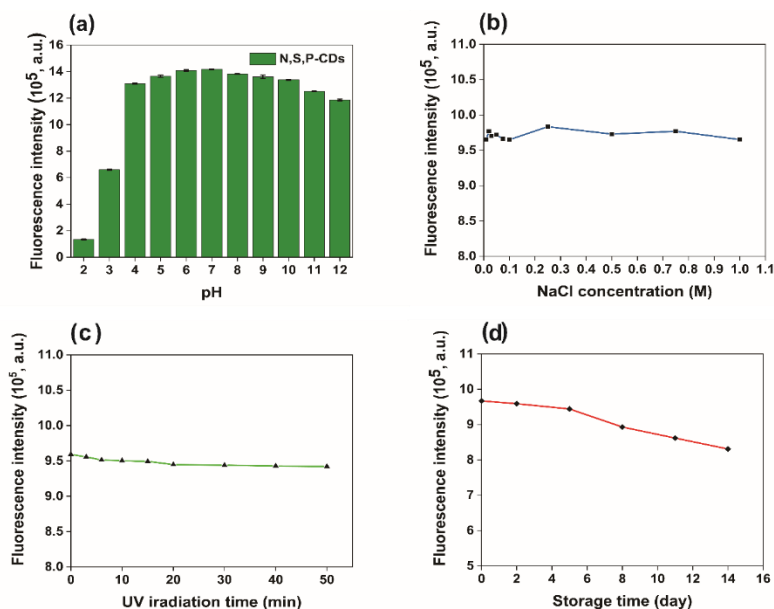 (a)
N,S,P-CDs
Fluorescence intensity (10⁵, a.u.)
16
14
12
10
8
6
4
2
0
2 3 4 5 6 7 8 9 10 11 12
pH
(b)
Fluorescence intensity (10⁵, a.u.)
11.0
10.5
10.0
9.5
9.0
8.5
8.0
0.0 0.1 0.2 0.3 0.4 0.5 0.6 0.7 0.8 0.9 1.0 1.1
NaCl concentration (M)
(c)
Fluorescence intensity (10⁵, a.u.)
11.0
10.5
10.0
9.5
9.0
8.5
8.0
0 10 20 30 40 50
UV iradiation time (min)
(d)
Fluorescence intensity (10⁵, a.u.)
11
10
9
8
7
6
5
0 2 4 6 8 10 12 14 16
Storage time (day)